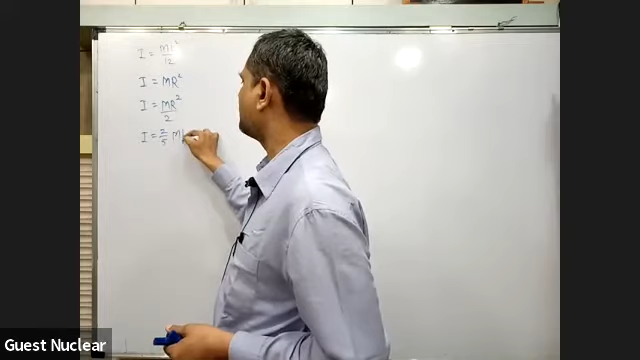 I = Ml²/12
I = MR²
I = MR²/2
I = 2/5 M
Guest Nuclear